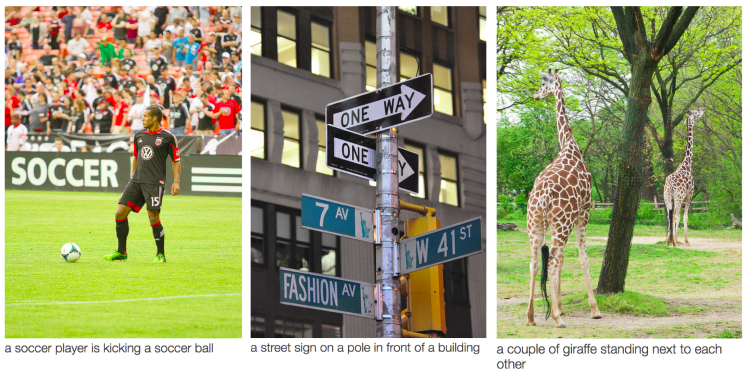 SOCCER
15
a soccer player is kicking a soccer ball
ONE WAY
ONE
7 AV
W 41 ST
FASHION AV
a street sign on a pole in front of a building
a couple of giraffe standing next to each
other